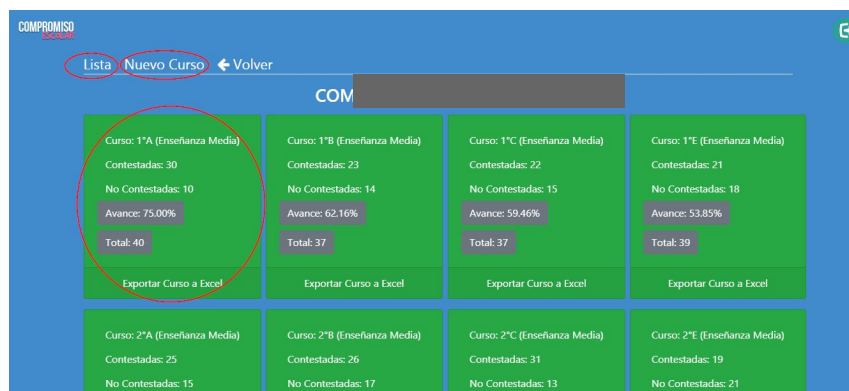 COMPROMISO
ESCOLAR
Lista Nuevo Curso Volver
COM
Curso: 1°A (Enseñanza Media)
Contestadas: 30
No Contestadas: 10
Avance: 75.00%
Total: 40
Exportar Curso a Excel
Curso: 1°B (Enseñanza Media)
Contestadas: 23
No Contestadas: 14
Avance: 62.16%
Total: 37
Exportar Curso a Excel
Curso: 1°C (Enseñanza Media)
Contestadas: 22
No Contestadas: 15
Avance: 59.46%
Total: 37
Exportar Curso a Excel
Curso: 1°E (Enseñanza Media)
Contestadas: 21
No Contestadas: 18
Avance: 53.85%
Total: 39
Exportar Curso a Excel
Curso: 2°A (Enseñanza Media)
Contestadas: 25
No Contestadas: 15
Curso: 2°B (Enseñanza Media)
Contestadas: 26
No Contestadas: 17
Curso: 2°C (Enseñanza Media)
Contestadas: 31
No Contestadas: 13
Curso: 2°E (Enseñanza Media)
Contestadas: 19
No Contestadas: 21